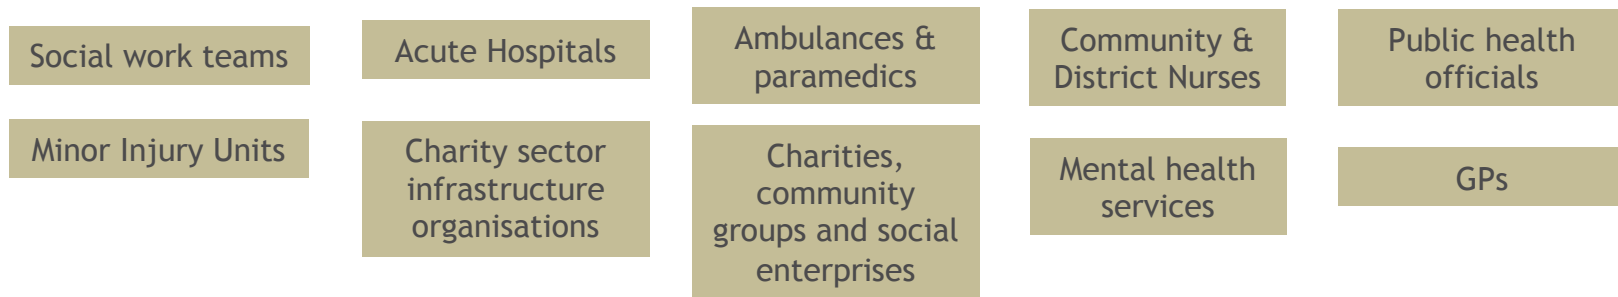 Social work teams
Acute Hospitals
Ambulances &
paramedics
Community &
District Nurses
Public health
officials
Minor Injury Units
Charity sector
infrastructure
organisations
Charities,
community
groups and social
enterprises
Mental health
services
GPs